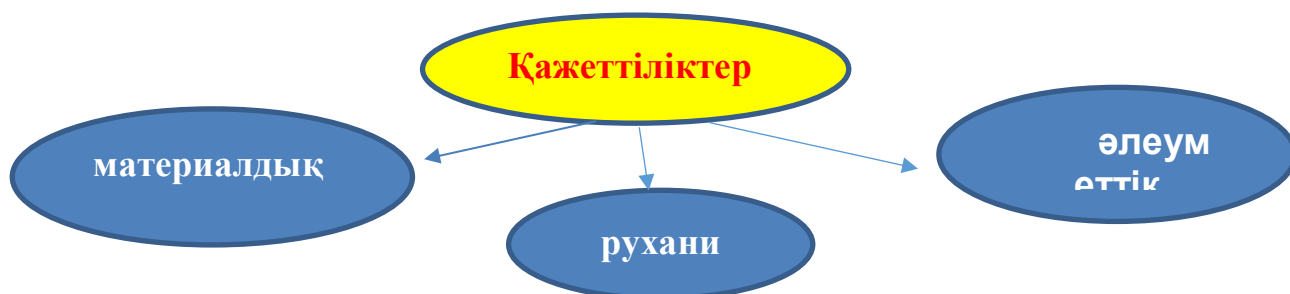 Қажеттіліктер
материалдық
әлеум
еттік
рухани